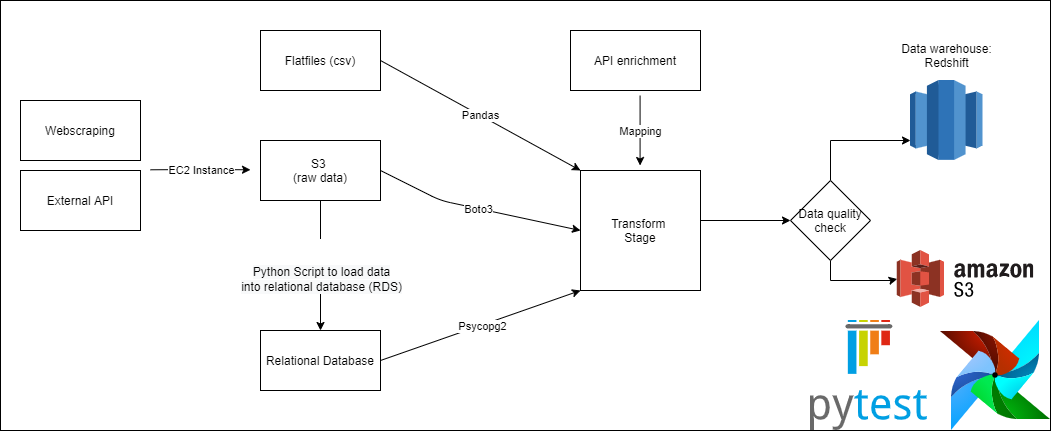 Flatfiles (csv)
API enrichment
Data warehouse:
Redshift
Webscraping
Pandas
Mapping
External API
EC2 Instance
S3
(raw data)
Boto3
Transform
Stage
Data quality
check
Python Script to load data
into relational database (RDS)
amazon
S3
Psycopg2
Relational Database
pytest